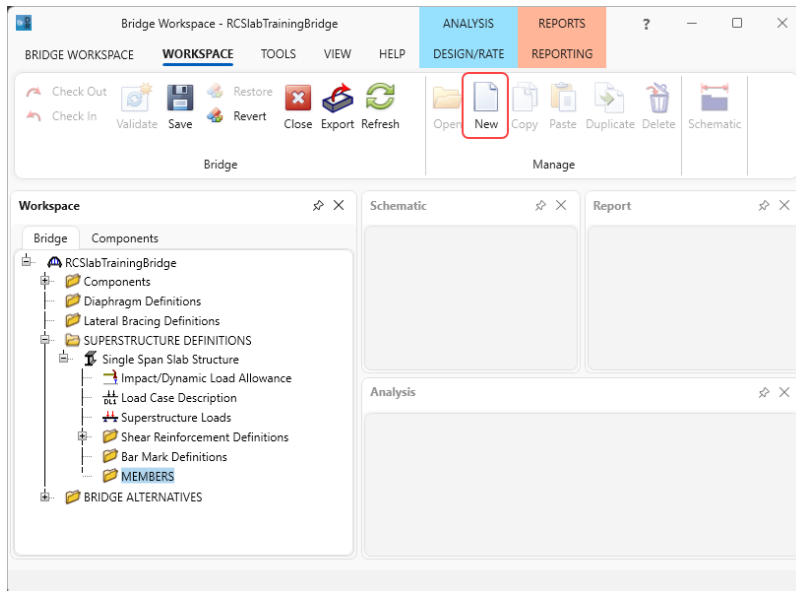 Bridge Workspace - RCSlabTrainingBridge
ANALYSIS
REPORTS
?
BRIDGE WORKSPACE
WORKSPACE
TOOLS
VIEW
HELP
DESIGN/RATE
REPORTING
Check Out
Check In
Validate
Save
Restore
Revert
Close
Export
Refresh
Bridge
Open
New
Copy
Paste
Duplicate
Delete
Manage
Schematic
Workspace
Bridge
Components
RCSlabTrainingBridge
Components
Diaphragm Definitions
Lateral Bracing Definitions
SUPERSTRUCTURE DEFINITIONS
Single Span Slab Structure
Impact/Dynamic Load Allowance
DL1
Load Case Description
Superstructure Loads
Shear Reinforcement Definitions
Bar Mark Definitions
MEMBERS
BRIDGE ALTERNATIVES
Schematic
Report
Analysis